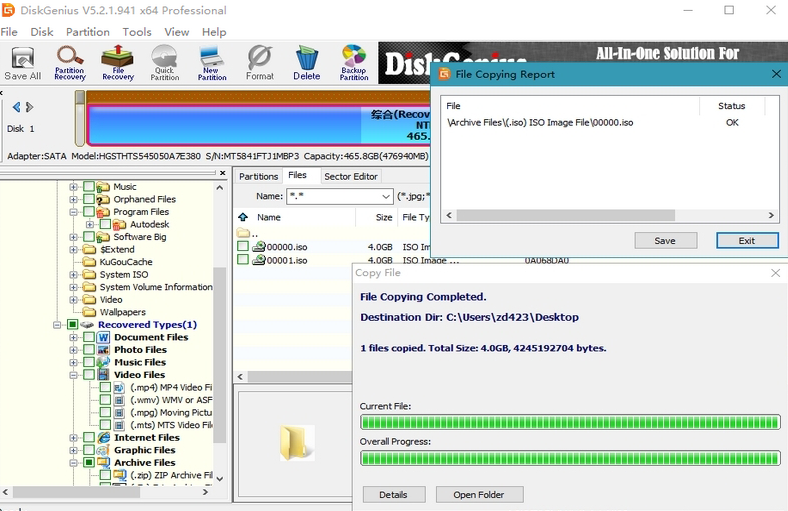 DiskGenius V5.2.1.941 x64 Professional
File Disk Partition Tools View Help
Save All
Partition Recovery
File Recovery
Quick Partition
New Partition
Format
Delete
Backup Partition
DiskGenius
All-In-One Solution For
Disk 1
综合(Recov
NT
465.
Adapter:SATA Model:HGSTHTS545050A7E380 S/N:MT5841FTJ1MBP3 Capacity:465.8GB(476940MB)
Music
Orphaned Files
Program Files
Autodesk
Software Big
$Extend
KuGouCache
System ISO
System Volume Information
Video
Wallpapers
Recovered Types(1)
Document Files
Photo Files
Music Files
Video Files
(.mp4) MP4 Video Fi
(.wmv) WMV or ASF
(.mpg) Moving Pictu
(.mts) MTS Video File
Internet Files
Graphic Files
Archive Files
(.zip) ZIP Archive F
Partitions Files Sector Editor
Name: *.* (*.jpg;*
Name Size File Ty
..
00000.iso 4.0GB ISO Im
00001.iso 4.0GB ISO Image ... 0A068DA0
File Copying Report
File Status
\Archive Files\(.iso) ISO Image File\00000.iso OK
Save Exit
Copy File
File Copying Completed.
Destination Dir: C:\Users\zd423\Desktop
1 files copied. Total Size: 4.0GB, 4245192704 bytes.
Current File:
Overall Progress:
Details Open Folder